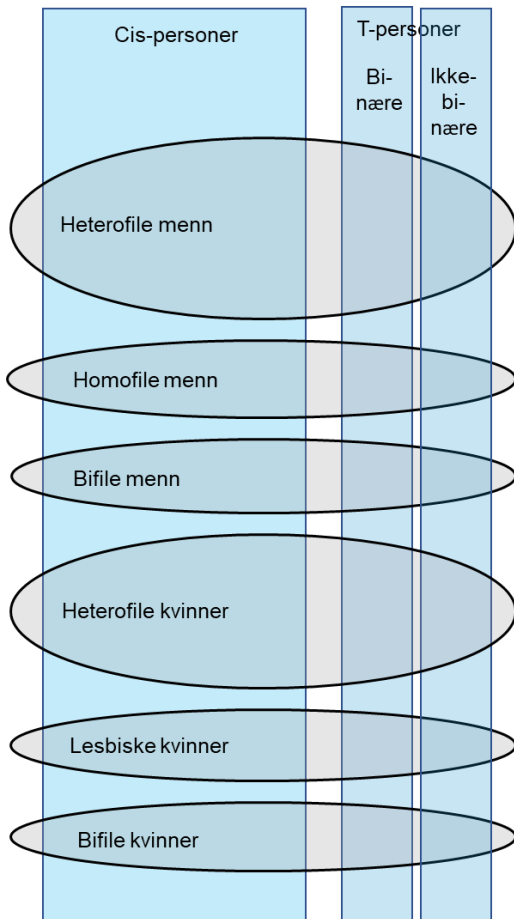 Cis-personer
T-personer
Bi-
nære
Ikke-
bi-
nære
Heterofile menn
Homofile menn
Bifile menn
Heterofile kvinner
Lesbiske kvinner
Bifile kvinner